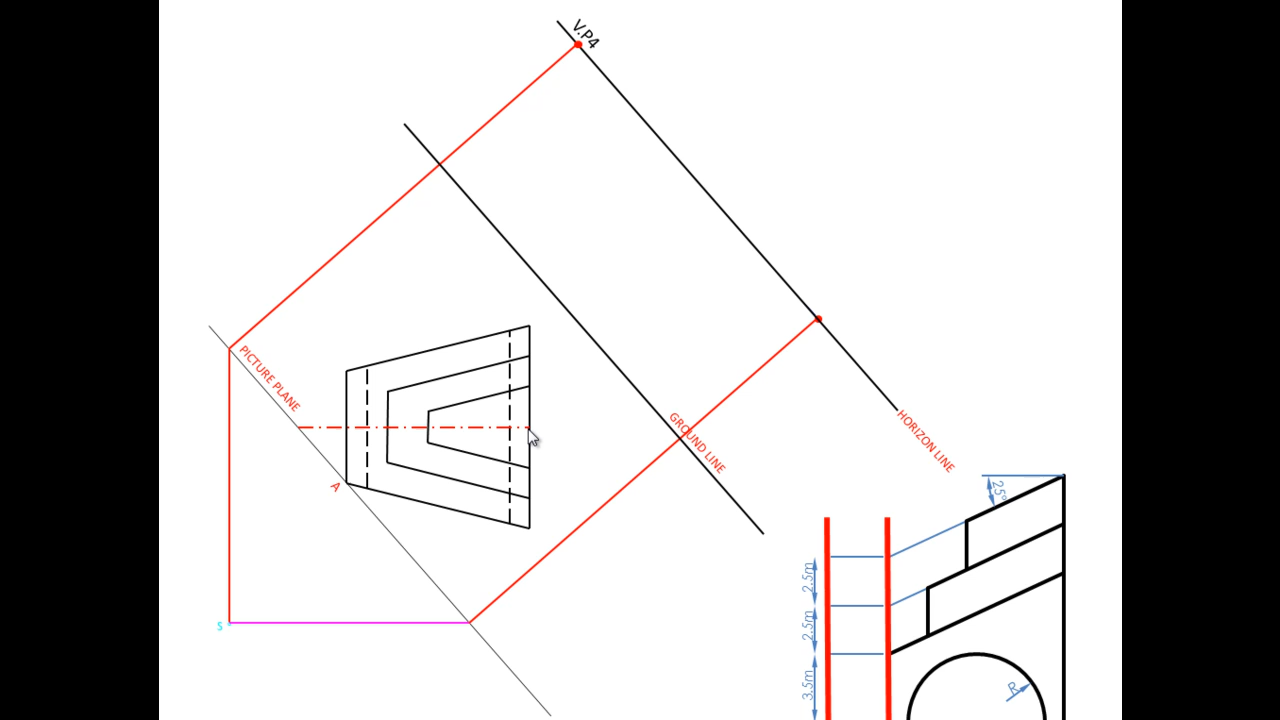 V.P4
PICTURE PLANE
A
S
GROUND LINE
HORIZON LINE
25°
2.5m
2.5m
3.5m
R